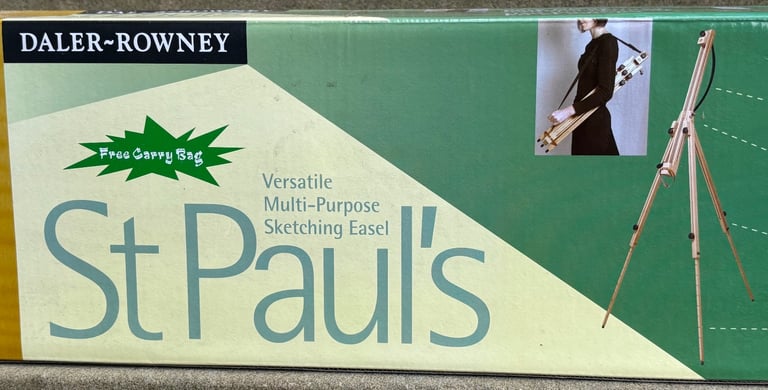 DALER~ROWNEY
Free Carry Bag
Versatile
Multi-Purpose
Sketching Easel
St Paul's